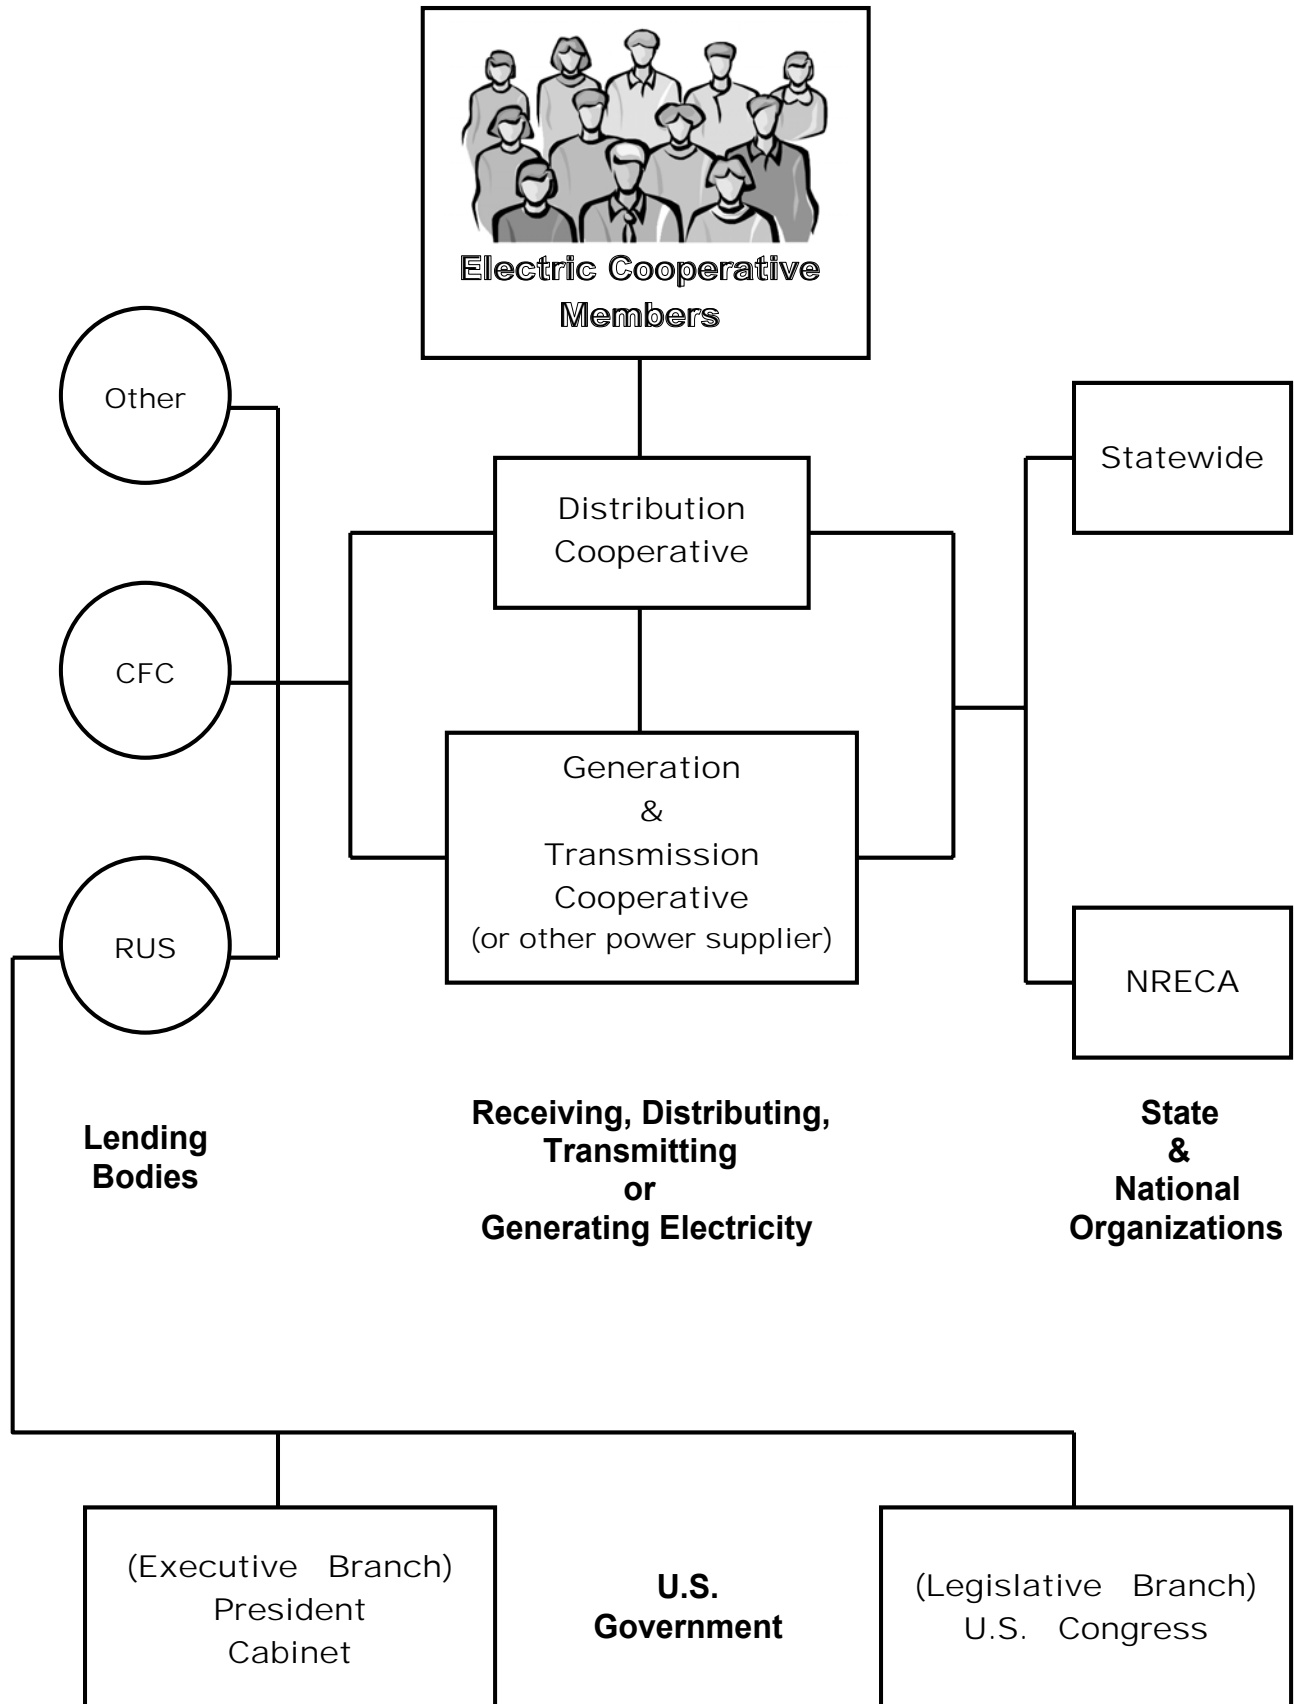 Electric Cooperative
Members
Other
Statewide
Distribution
Cooperative
CFC
Generation
&
Transmission
Cooperative
(or other power supplier)
RUS
NRECA
Lending
Bodies
Receiving, Distributing,
Transmitting
or
Generating Electricity
State
&
National
Organizations
(Executive Branch)
President
Cabinet
U.S.
Government
(Legislative Branch)
U.S. Congress